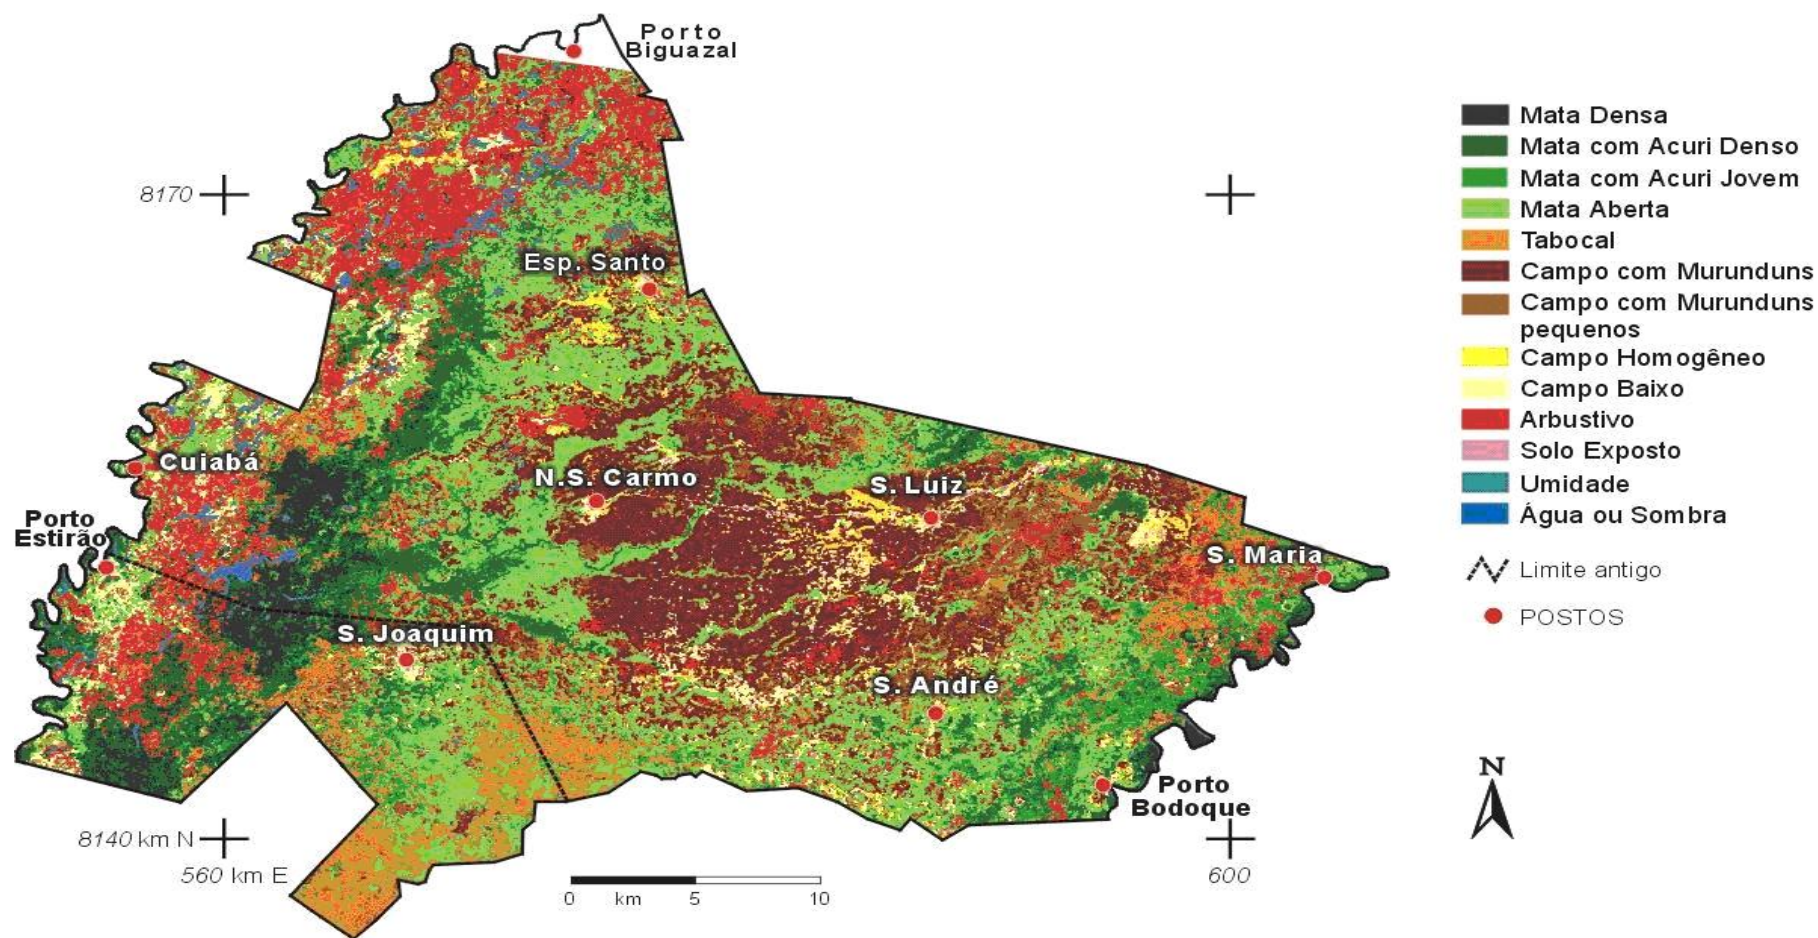 Porto
Biguazal
8170
Esp. Santo
Cuiabá
N.S. Carmo
S. Luiz
Porto
Estirão
S. Maria
S. Joaquim
S. André
Porto
Bodoque
8140 km N
560 km E
600
0 km 5 10
Mata Densa
Mata com Acuri Denso
Mata com Acuri Jovem
Mata Aberta
Tabocal
Campo com Murunduns
Campo com Murunduns
pequenos
Campo Homogêneo
Campo Baixo
Arbustivo
Solo Exposto
Umidade
Água ou Sombra
Limite antigo
POSTOS
N